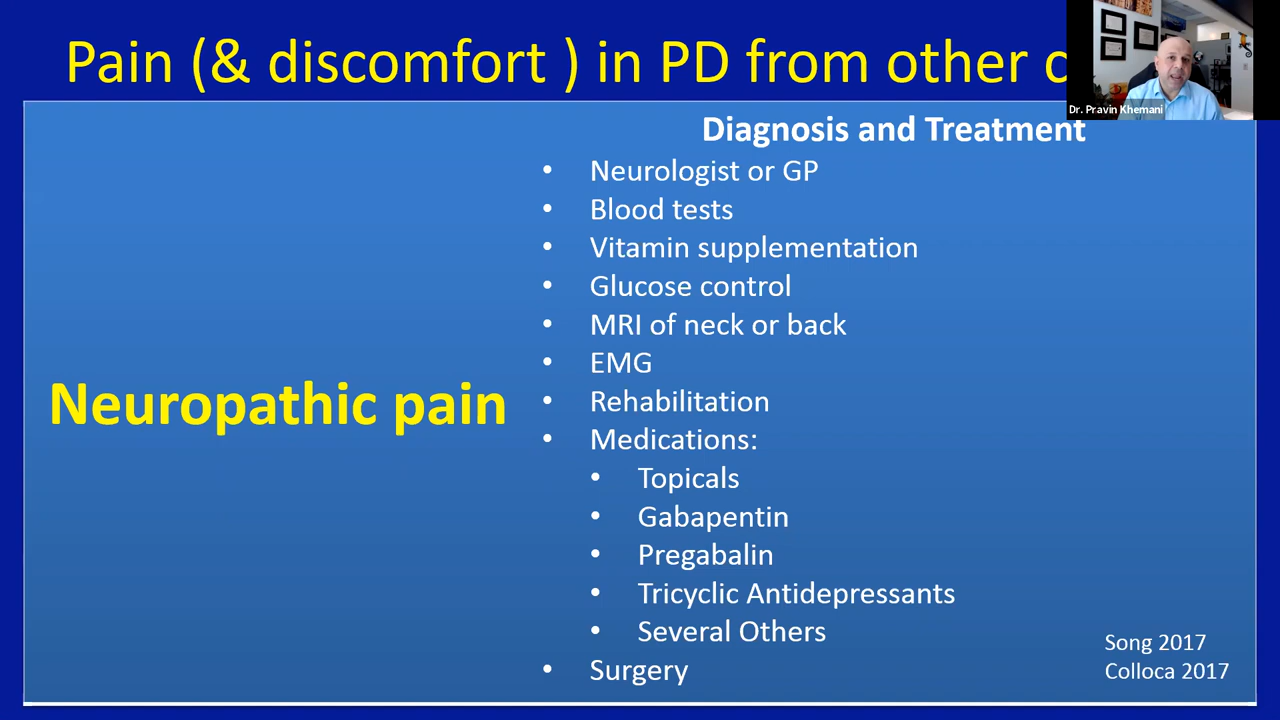 Pain (& discomfort ) in PD from other
Dr. Pravin Khemani
Diagnosis and Treatment
• Neurologist or GP
• Blood tests
• Vitamin supplementation
• Glucose control
• MRI of neck or back
• EMG
Neuropathic pain
• Rehabilitation
• Medications:
• Topicals
• Gabapentin
• Pregabalin
• Tricyclic Antidepressants
• Several Others
• Surgery
Song 2017
Colloca 2017